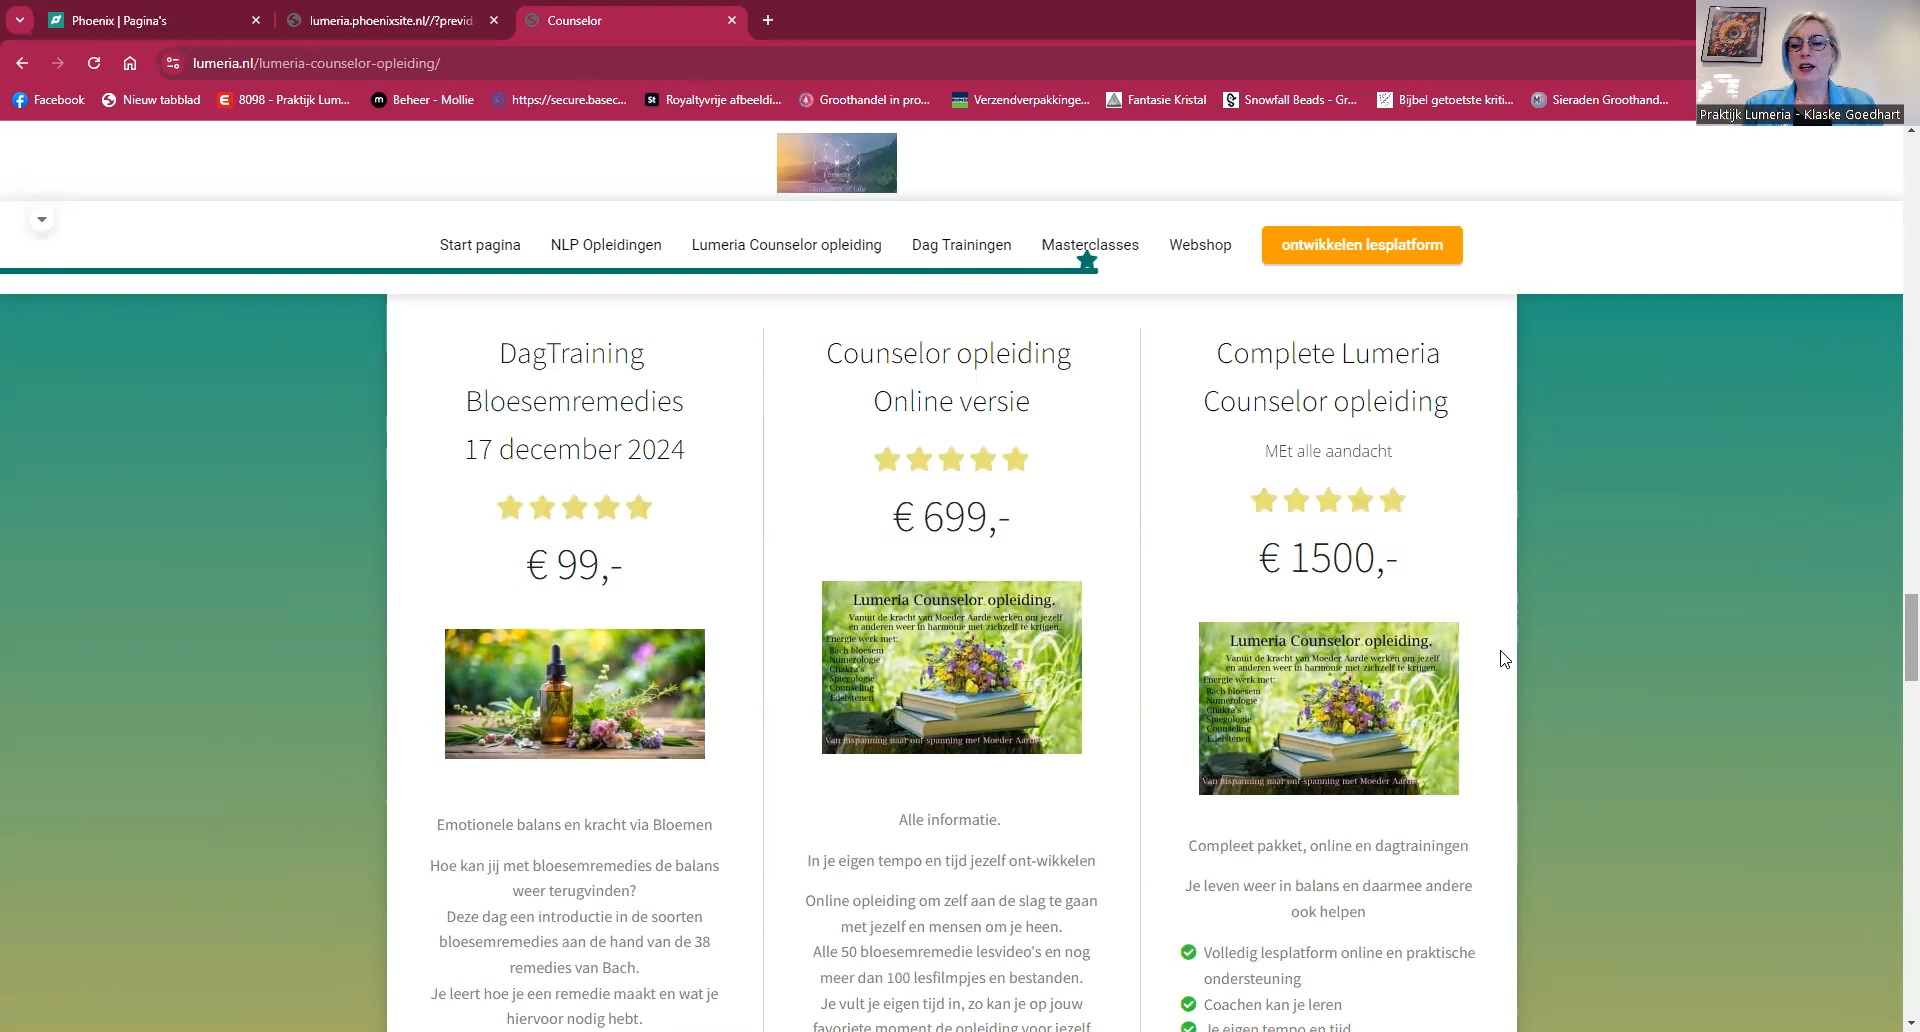 Phoenix | Pagina's
lumeria.phoenixsite.nl//?previd
Counselor
lumeria.nl/lumeria-counselor-opleiding/
Facebook
Nieuw tabblad
8098 - Praktijk Lum...
Beheer - Mollie
https://secure.basec...
Royaltyvrije afbeeldi...
Groothandel in pro...
Verzendverpakkinge...
Fantasie Kristal
Snowfall Beads - Gr...
Bijbel getoetste kriti...
Sieraden Groothand...
Praktijk Lumeria - Klaske Goedhart
Start pagina
NLP Opleidingen
Lumeria Counselor opleiding
Dag Trainingen
Masterclasses
Webshop
ontwikkelen lesplatform
DagTraining
Bloesemremedies
17 december 2024
€ 99,-
Emotionele balans en kracht via Bloemen
Hoe kan jij met bloesemremedies de balans
weer terugvinden?
Deze dag een introductie in de soorten
bloesemremedies aan de hand van de 38
remedies van Bach.
Je leert hoe je een remedie maakt en wat je
hiervoor nodig hebt.
Counselor opleiding
Online versie
€ 699,-
Lumeria Counselor opleiding.
Vanuit de kracht van Moeder Aarde werken om jezelf
en anderen weer in harmonie met zichzelf te krijgen.
Energie werk met:
Bach bloesem
Numerologie
Chakra's
Spiegologie
Counseling
Edelstenen
Van inspanning naar ont-spanning met Moeder Aarde
Alle informatie.
In je eigen tempo en tijd jezelf ont-wikkelen
Online opleiding om zelf aan de slag te gaan
met jezelf en mensen om je heen.
Alle 50 bloesemremedie lesvideo's en nog
meer dan 100 lesfilmpjes en bestanden.
Je vult je eigen tijd in, zo kan je op jouw
favoriete moment de opleiding voor jezelf
Complete Lumeria
Counselor opleiding
MEt alle aandacht
€ 1500,-
Lumeria Counselor opleiding.
Vanuit de kracht van Moeder Aarde werken om jezelf
en anderen weer in harmonie met zichzelf te krijgen.
Energie werk met:
Bach bloesem
Numerologie
Chakra's
Spiegologie
Counseling
Edelstenen
Van inspanning naar ont-spanning met Moeder Aarde
Compleet pakket, online en dagtrainingen
Je leven weer in balans en daarmee andere
ook helpen
Volledig lesplatform online en praktische
ondersteuning
Coachen kan je leren
Je eigen tempo en tijd